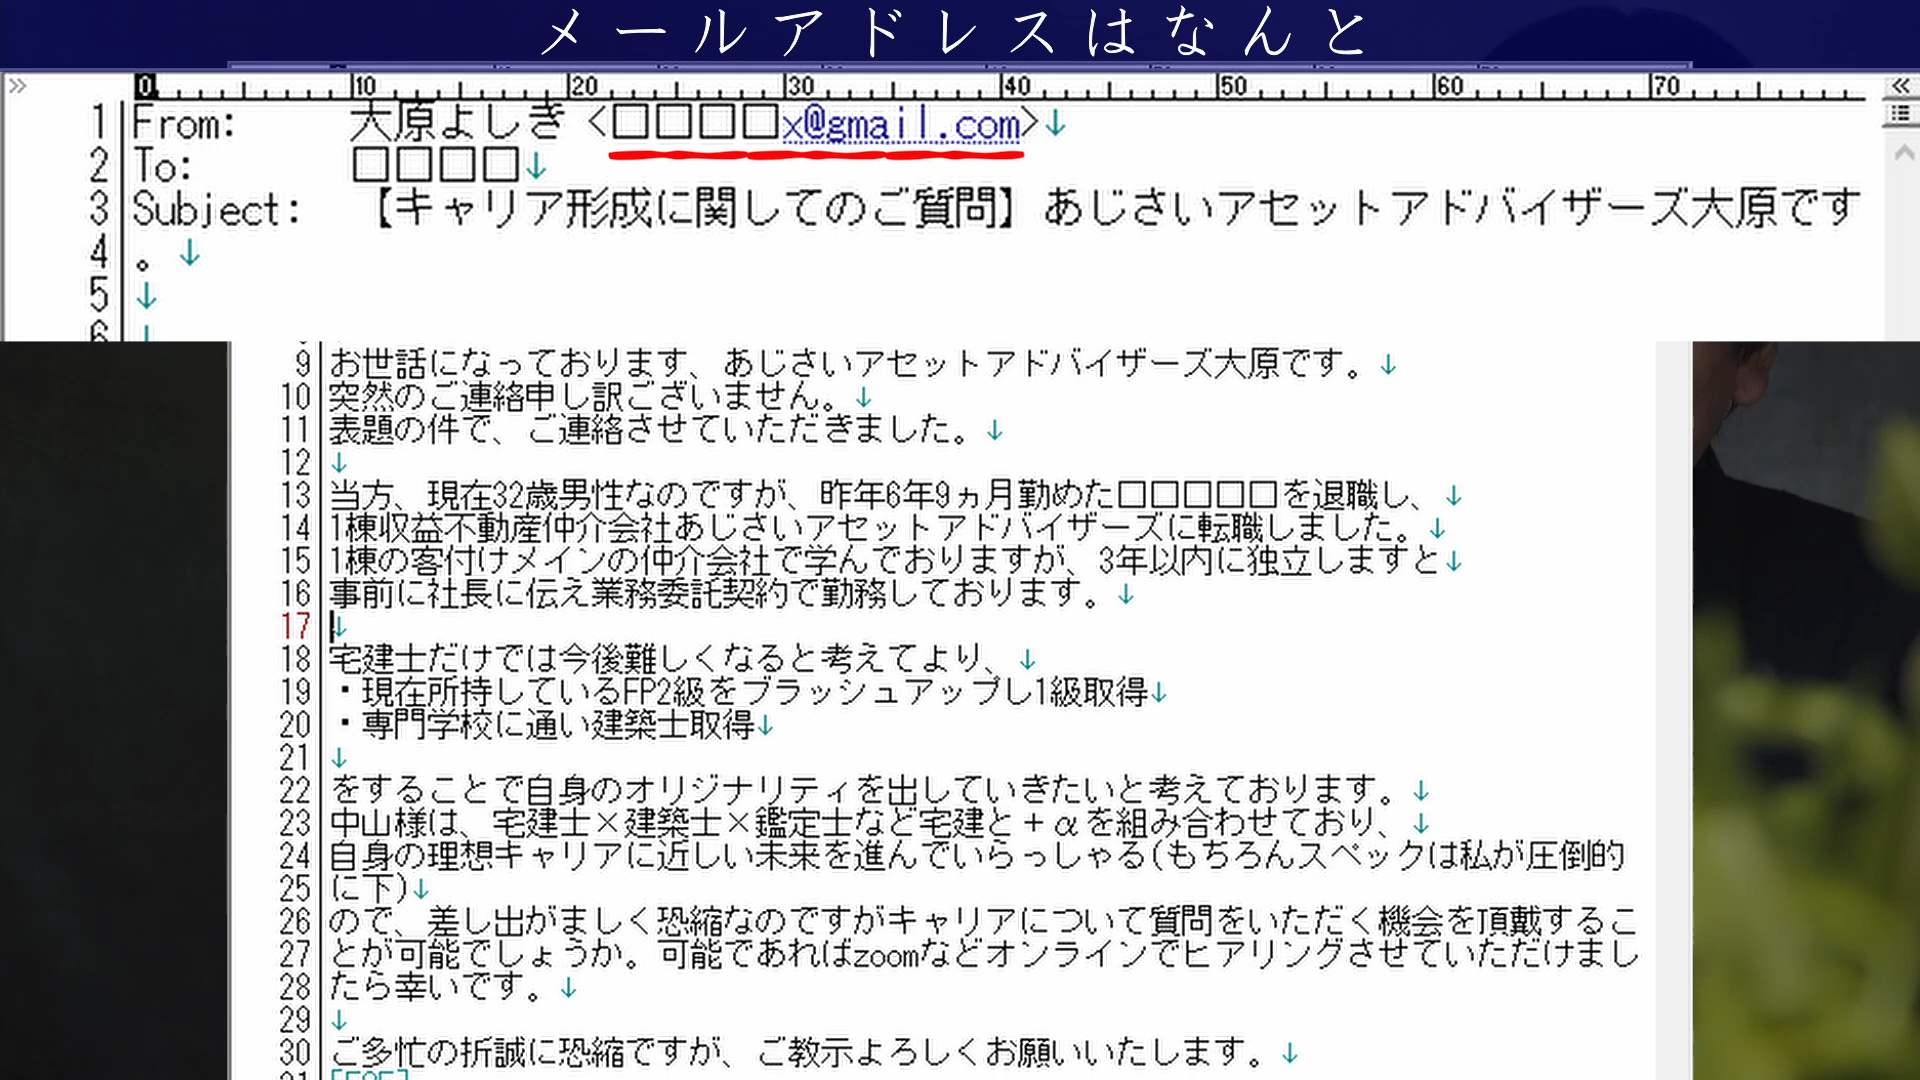 メールアドレスはなんと
0 10 20 30 40 50 60 70
1 From: 大原よしき <□□□□x@gmail.com>↓
2 To: □□□□↓
3 Subject: 【キャリア形成に関してのご質問】あじさいアセットアドバイザーズ大原です
4 。↓
5 ↓
6 ↓
9 お世話になっております、あじさいアセットアドバイザーズ大原です。↓
10 突然のご連絡申し訳ございません。↓
11 表題の件で、ご連絡させていただきました。↓
12 ↓
13 当方、現在32歳男性なのですが、昨年6年9ヵ月勤めた□□□□□を退職し、↓
14 1棟収益不動産仲介会社あじさいアセットアドバイザーズに転職しました。↓
15 1棟の客付けメインの仲介会社で学んでおりますが、3年以内に独立しますと↓
16 事前に社長に伝え業務委託契約で勤務しております。↓
17 ↓
18 宅建士だけでは今後難しくなると考えてより、↓
19 ・現在所持しているFP2級をブラッシュアップし1級取得↓
20 ・専門学校に通い建築士取得↓
21 ↓
22 をすることで自身のオリジナリティを出していきたいと考えております。↓
23 中山様は、宅建士×建築士×鑑定士など宅建と＋αを組み合わせており、↓
24 自身の理想キャリアに近しい未来を進んでいらっしゃる(もちろんスペックは私が圧倒的
25 に下)↓
26 ので、差し出がましく恐縮なのですがキャリアについて質問をいただく機会を頂戴するこ
27 とが可能でしょうか。可能であればzoomなどオンラインでヒアリングさせていただけまし
28 たら幸いです。↓
29 ↓
30 ご多忙の折誠に恐縮ですが、ご教示よろしくお願いいたします。↓
31 [EOF]